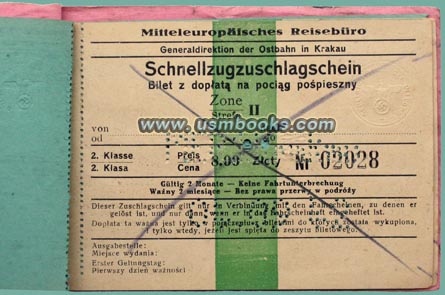 Mitteleuropäisches Reisebüro
Generaldirektion der Ostbahn in Krakau
Schnellzugzuschlagschein
Bilet z dopłatą na pociąg pośpieszny
Zone II
Strefa
www.usmbooks.com
von
od
2. Klasse Preis 8.00 Złoty Nr 02028
2. Klasa Cena
Gültig 2 Monate — Keine Fahrtunterbrechung
Ważny 2 miesiące — Bez prawa przerwy w podróży
Dieser Zuschlagschein gilt nur in Verbindung mit den Fahrscheinen, zu denen er
gelöst ist, und nur dann, wenn er in das Fahrscheinheft eingeheftet ist.
Dopłata ta ważna jest tylko w połączeniu z biletami do których została wykupiona,
tylko wtedy, jeżeli jest spięta do zeszytu biletowego.
Ausgabestelle:
Miejsce wydania:
Erster Geltungstag:
Pierwszy dzień ważności